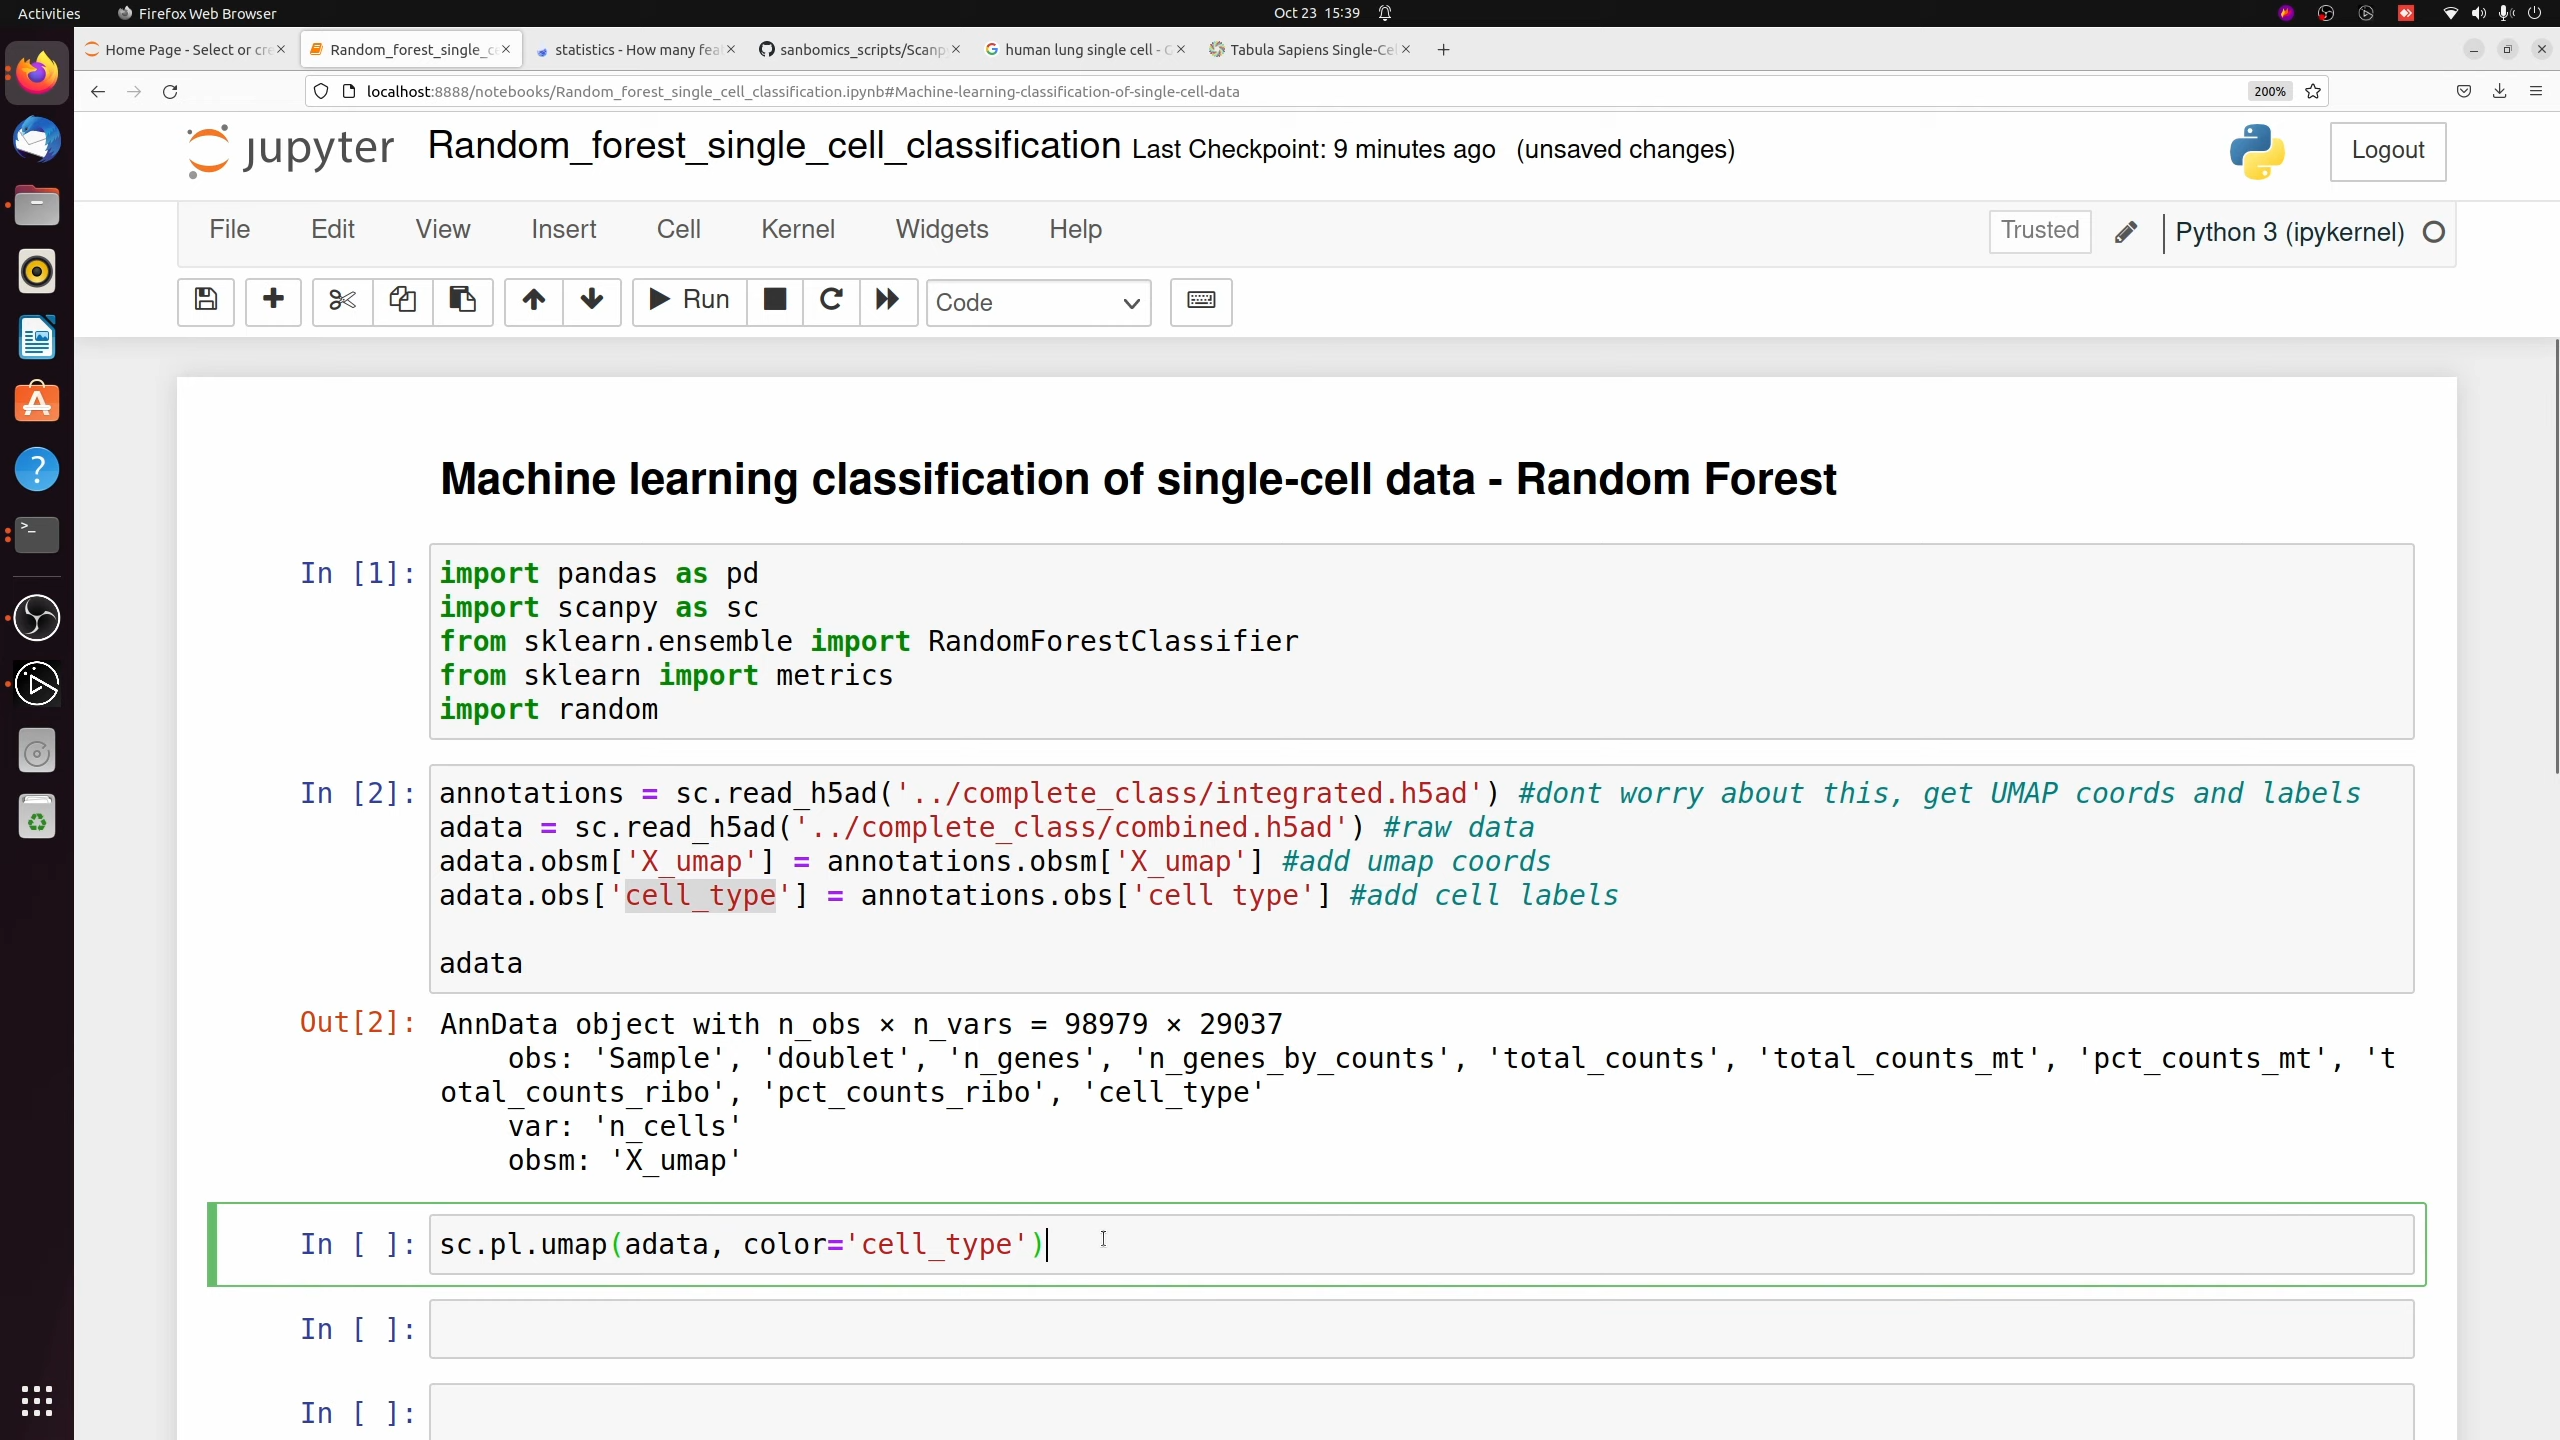 Activities Firefox Web Browser Oct 23 15:39
Home Page - Select or cre Random_forest_single_c statistics - How many fea sanbomics_scripts/Scanp human lung single cell - G Tabula Sapiens Single-Ce
localhost:8888/notebooks/Random_forest_single_cell_classification.ipynb#Machine-learning-classification-of-single-cell-data 200%
jupyter Random_forest_single_cell_classification Last Checkpoint: 9 minutes ago (unsaved changes) Logout
File Edit View Insert Cell Kernel Widgets Help Trusted Python 3 (ipykernel)
Run Code
Machine learning classification of single-cell data - Random Forest
In [1]: import pandas as pd
import scanpy as sc
from sklearn.ensemble import RandomForestClassifier
from sklearn import metrics
import random
In [2]: annotations = sc.read_h5ad('../complete_class/integrated.h5ad') #dont worry about this, get UMAP coords and labels
adata = sc.read_h5ad('../complete_class/combined.h5ad') #raw data
adata.obsm['X_umap'] = annotations.obsm['X_umap'] #add umap coords
adata.obs['cell_type'] = annotations.obs['cell type'] #add cell labels
adata
Out[2]: AnnData object with n_obs × n_vars = 98979 × 29037
obs: 'Sample', 'doublet', 'n_genes', 'n_genes_by_counts', 'total_counts', 'total_counts_mt', 'pct_counts_mt', 't
otal_counts_ribo', 'pct_counts_ribo', 'cell_type'
var: 'n_cells'
obsm: 'X_umap'
In [ ]: sc.pl.umap(adata, color='cell_type')
In [ ]:
In [ ]: